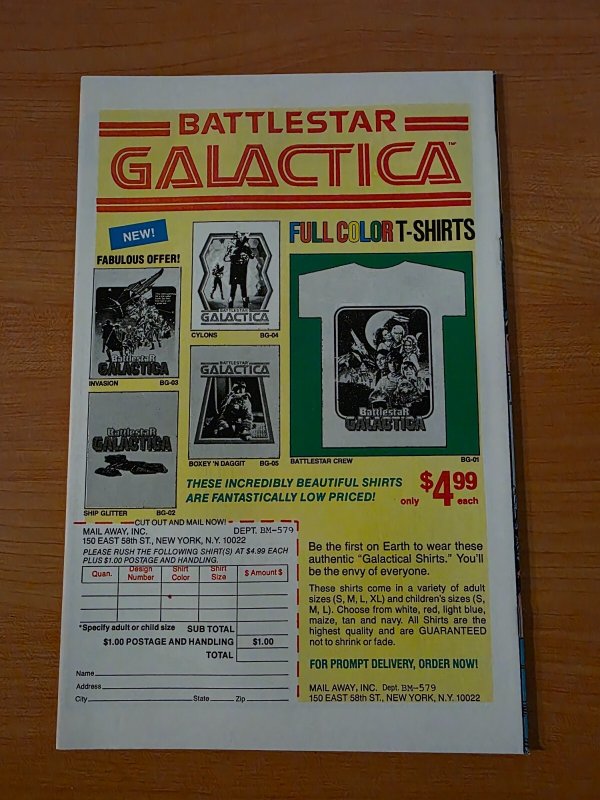 BATTLESTAR
GALACTICA™
NEW!
FABULOUS OFFER!
FULL COLOR T-SHIRTS
Battlestar
GALACTICA
INVASION BG-03
BATTLESTAR
GALACTICA
CYLONS BG-04
Battlestar
GALACTICA
SHIP GLITTER BG-02
BATTLESTAR
GALACTICA
BOXEY 'N DAGGIT BG-05
Battlestar
GALACTICA
BATTLESTAR CREW BG-01
THESE INCREDIBLY BEAUTIFUL SHIRTS
ARE FANTASTICALLY LOW PRICED!
only $4.99 each
CUT OUT AND MAIL NOW!
MAIL AWAY, INC. DEPT. BM-579
150 EAST 58th ST., NEW YORK, N.Y. 10022
PLEASE RUSH THE FOLLOWING SHIRT(S) AT $4.99 EACH
PLUS $1.00 POSTAGE AND HANDLING.
Quan. Design Number Shirt Color Shirt Size $ Amount $
*Specify adult or child size SUB TOTAL
$1.00 POSTAGE AND HANDLING $1.00
TOTAL
Name
Address
City State Zip
Be the first on Earth to wear these
authentic "Galactical Shirts." You'll
be the envy of everyone.
These shirts come in a variety of adult
sizes (S, M, L, XL) and children's sizes (S,
M, L). Choose from white, red, light blue,
maize, tan and navy. All Shirts are the
highest quality and are GUARANTEED
not to shrink or fade.
FOR PROMPT DELIVERY, ORDER NOW!
MAIL AWAY, INC. Dept. BM-579
150 EAST 58th ST., NEW YORK, N.Y. 10022